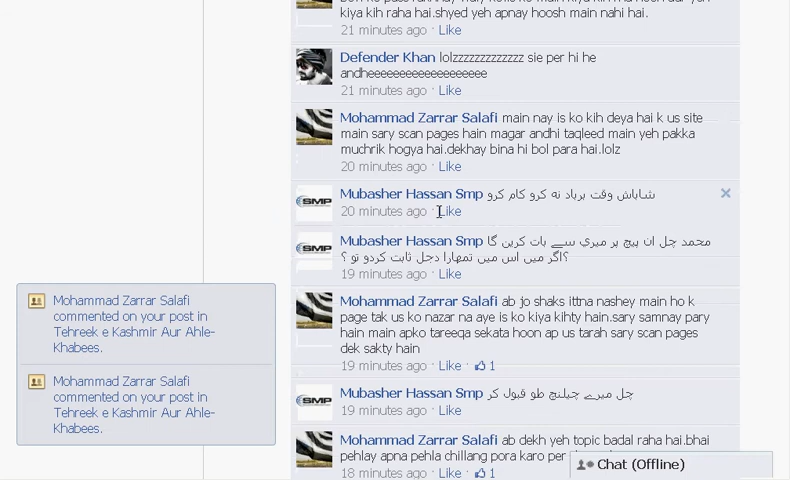 kiya kih raha hai.shyed yeh apnay hoosh main nahi hai.
21 minutes ago · Like
Defender Khan lolzzzzzzzzzzzzz sie per hi he
andheeeeeeeeeeeeeeeeeeee
21 minutes ago · Like
Mohammad Zarrar Salafi main nay is ko kih deya hai k us site
main sary scan pages hain magar andhi taqleed main yeh pakka
muchrik hogya hai.dekhay bina hi bol para hai.lolz
20 minutes ago · Like
Mubasher Hassan Smp شاباش وقت برباد نه کرو کام کرو
20 minutes ago · Like
Mubasher Hassan Smp محمد چل ان پیج پر میری سے بات کرین گا
؟اگر میں اس میں تمھارا دجل ثابت کردو تو ؟
19 minutes ago · Like
Mohammad Zarrar Salafi ab jo shaks ittna nashey main ho k
page tak us ko nazar na aye is ko kiya kihty hain.sary samnay pary
hain main apko tareeqa sekata hoon ap us tarah sary scan pages
dek sakty hain
19 minutes ago · Like · 1
Mubasher Hassan Smp چل میرے چیلنج طو قبول کر
19 minutes ago · Like
Mohammad Zarrar Salafi ab dekh yeh topic badal raha hai.bhai
pehlay apna pehla chillang pora karo per
18 minutes ago · Like · 1
SMP
SMP
SMP
Mohammad Zarrar Salafi
commented on your post in
Tehreek e Kashmir Aur Ahle-
Khabees.
Mohammad Zarrar Salafi
commented on your post in
Tehreek e Kashmir Aur Ahle-
Khabees.
Chat (Offline)